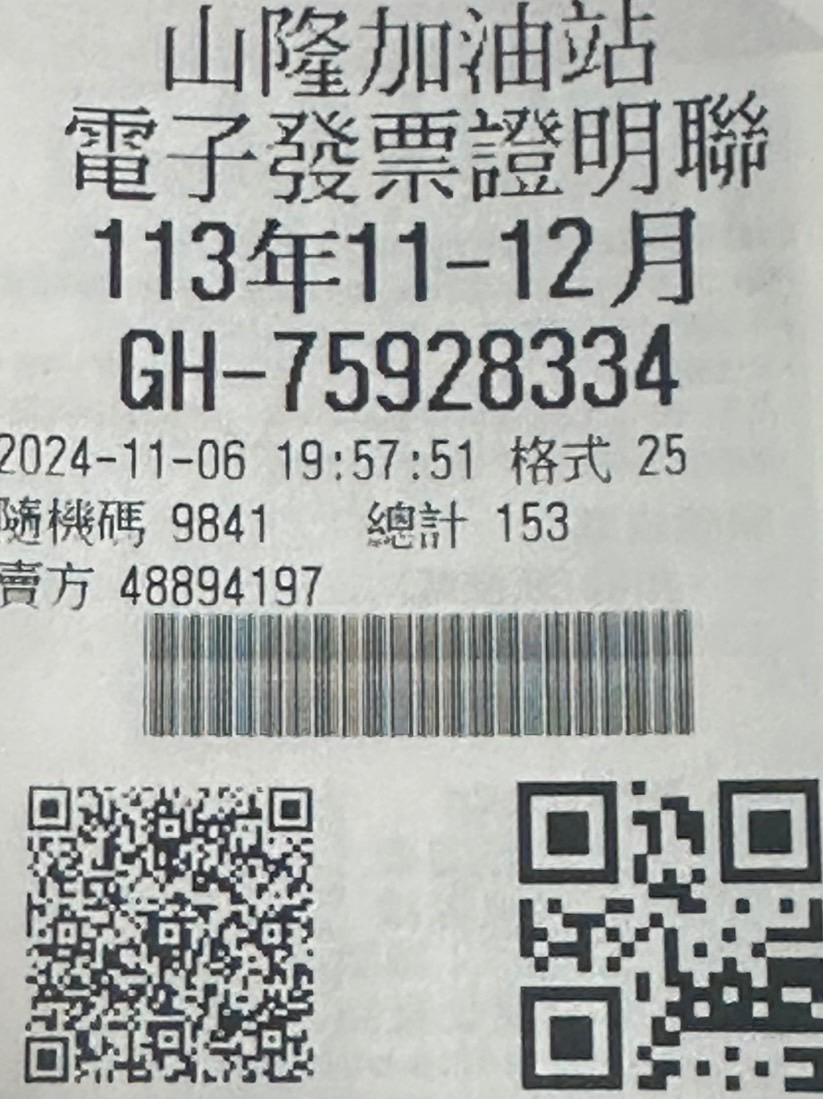 山隆加油站
電子發票證明聯
113年11-12月
GH-75928334
2024-11-06 19:57:51 格式 25
隨機碼 9841 總計 153
賣方 48894197